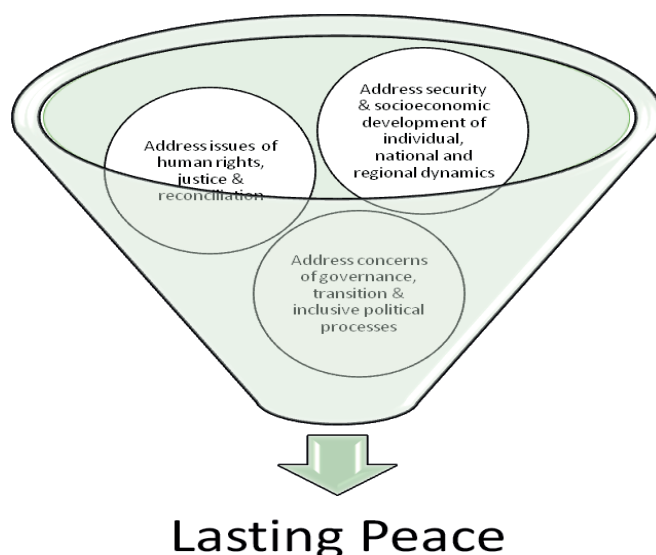 Address issues of
human rights,
justice &
reconciliation
Address security
& socioeconomic
development of
individual,
national and
regional dynamics
Address concerns
of governance,
transition &
inclusive political
processes
Lasting Peace